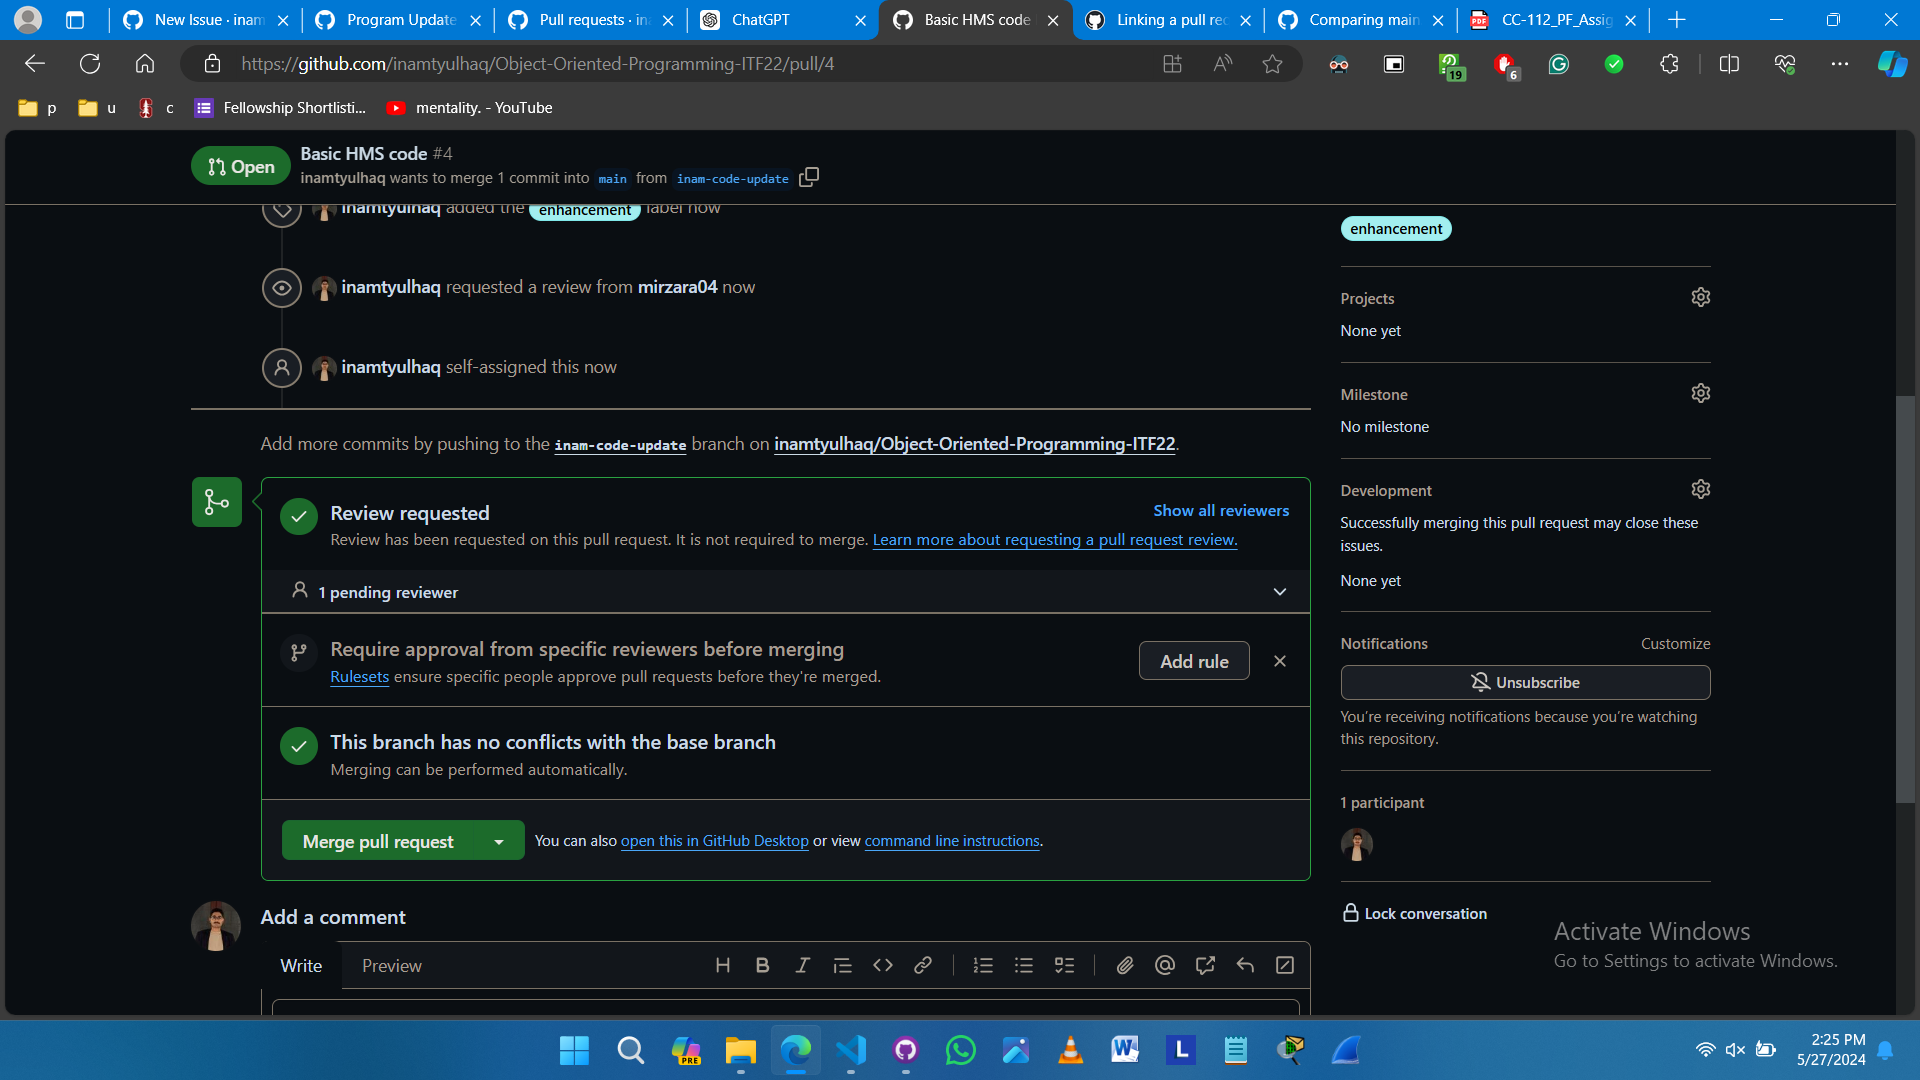 New Issue · inam
Program Update
Pull requests · ina
ChatGPT
Basic HMS code
Linking a pull rec
Comparing main
PDF CC-112_PF_Assig
https://github.com/inamtyulhaq/Object-Oriented-Programming-ITF22/pull/4
19
6
p
u
c
Fellowship Shortlisti...
mentality. - YouTube
Open
Basic HMS code #4
inamtyulhaq wants to merge 1 commit into main from inam-code-update
inamtyulhaq added the enhancement label now
inamtyulhaq requested a review from mirzara04 now
inamtyulhaq self-assigned this now
Add more commits by pushing to the inam-code-update branch on inamtyulhaq/Object-Oriented-Programming-ITF22.
Review requested
Show all reviewers
Review has been requested on this pull request. It is not required to merge. Learn more about requesting a pull request review.
1 pending reviewer
Require approval from specific reviewers before merging
Rulesets ensure specific people approve pull requests before they're merged.
Add rule
This branch has no conflicts with the base branch
Merging can be performed automatically.
Merge pull request
You can also open this in GitHub Desktop or view command line instructions.
Add a comment
Write
Preview
enhancement
Projects
None yet
Milestone
No milestone
Development
Successfully merging this pull request may close these
issues.
None yet
Notifications
Customize
Unsubscribe
You're receiving notifications because you're watching
this repository.
1 participant
Lock conversation
Activate Windows
Go to Settings to activate Windows.
PRE
W
L
2:25 PM
5/27/2024